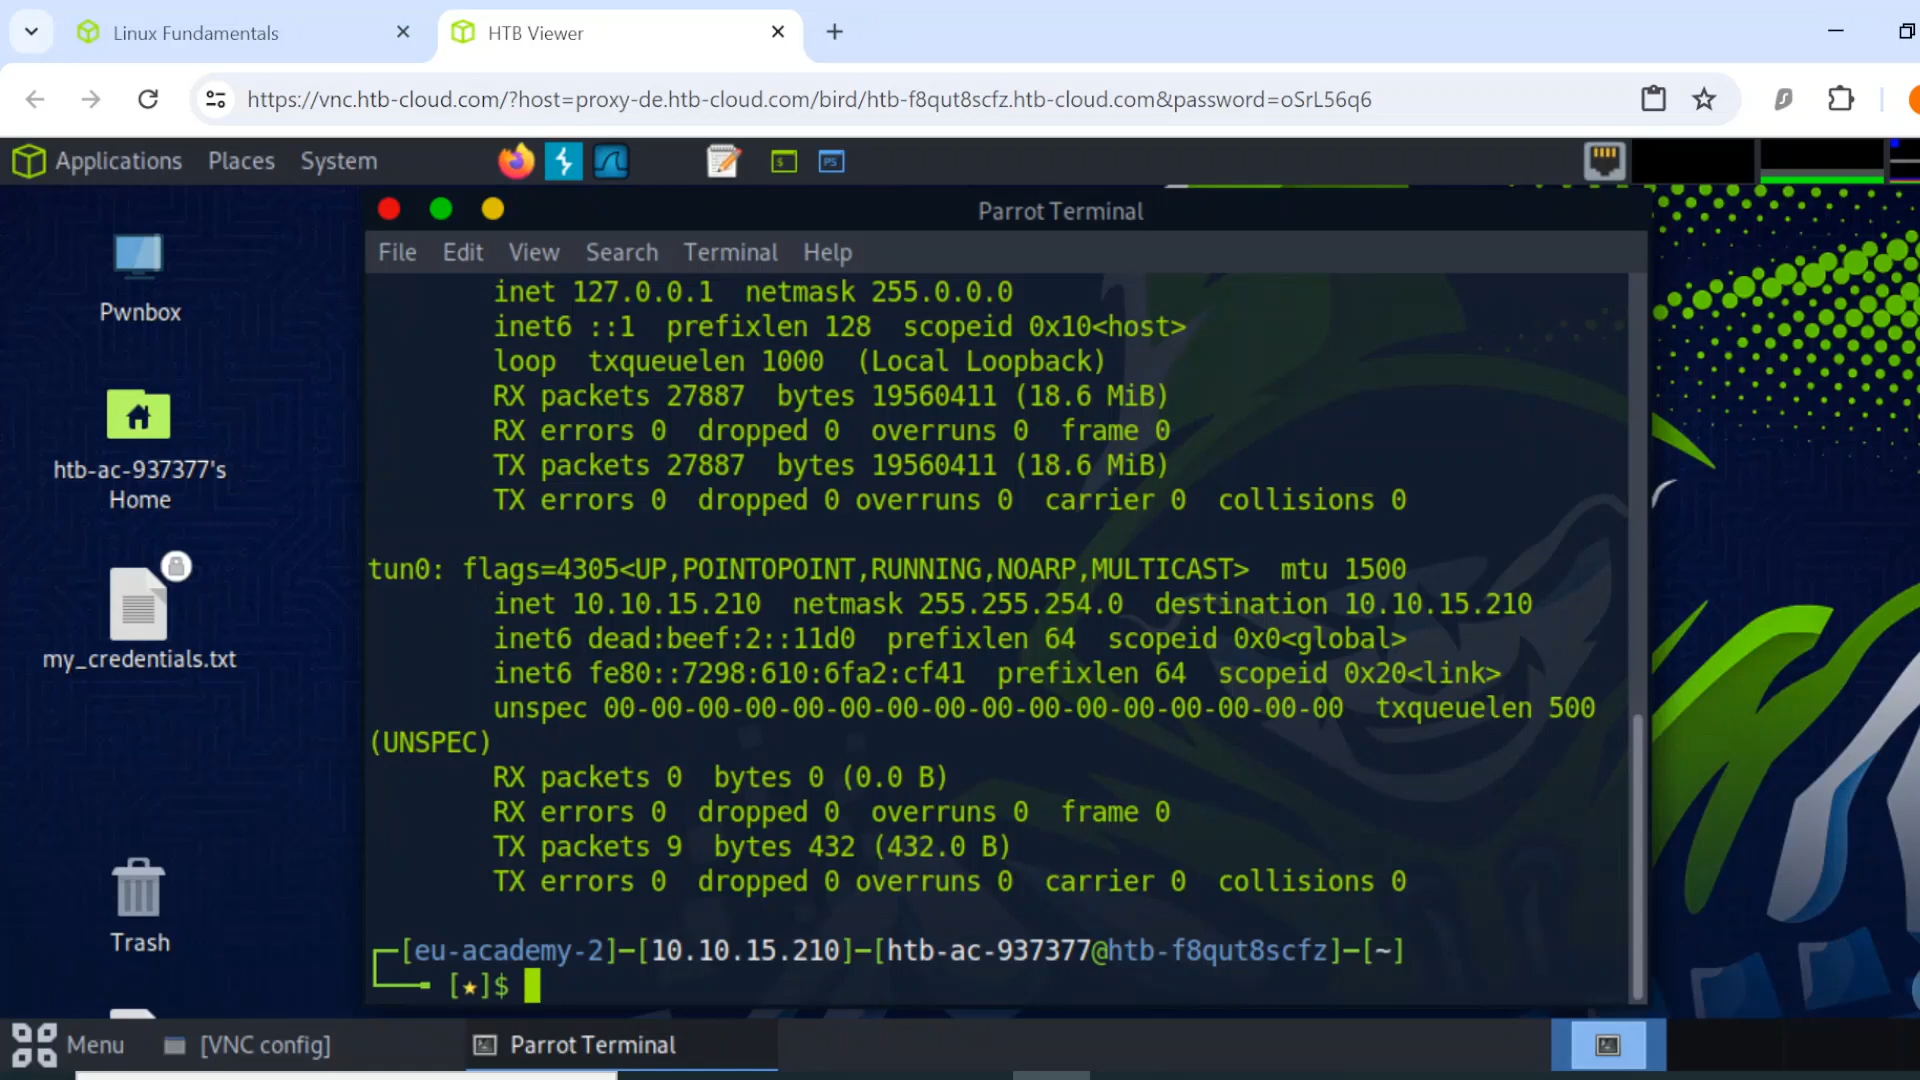 Linux Fundamentals
HTB Viewer
https://vnc.htb-cloud.com/?host=proxy-de.htb-cloud.com/bird/htb-f8qut8scfz.htb-cloud.com&password=oSrL56q6
Applications Places System
$
PS
Parrot Terminal
File Edit View Search Terminal Help
Pwnbox
htb-ac-937377's
Home
my_credentials.txt
Trash
inet 127.0.0.1 netmask 255.0.0.0
inet6 ::1 prefixlen 128 scopeid 0x10<host>
loop txqueuelen 1000 (Local Loopback)
RX packets 27887 bytes 19560411 (18.6 MiB)
RX errors 0 dropped 0 overruns 0 frame 0
TX packets 27887 bytes 19560411 (18.6 MiB)
TX errors 0 dropped 0 overruns 0 carrier 0 collisions 0
tun0: flags=4305<UP,POINTOPOINT,RUNNING,NOARP,MULTICAST> mtu 1500
inet 10.10.15.210 netmask 255.255.254.0 destination 10.10.15.210
inet6 dead:beef:2::11d0 prefixlen 64 scopeid 0x0<global>
inet6 fe80::7298:610:6fa2:cf41 prefixlen 64 scopeid 0x20<link>
unspec 00-00-00-00-00-00-00-00-00-00-00-00-00-00-00-00 txqueuelen 500
(UNSPEC)
RX packets 0 bytes 0 (0.0 B)
RX errors 0 dropped 0 overruns 0 frame 0
TX packets 9 bytes 432 (432.0 B)
TX errors 0 dropped 0 overruns 0 carrier 0 collisions 0
┌─[eu-academy-2]─[10.10.15.210]─[htb-ac-937377@htb-f8qut8scfz]─[~]
└──╼ [★]$
Menu [VNC config] Parrot Terminal